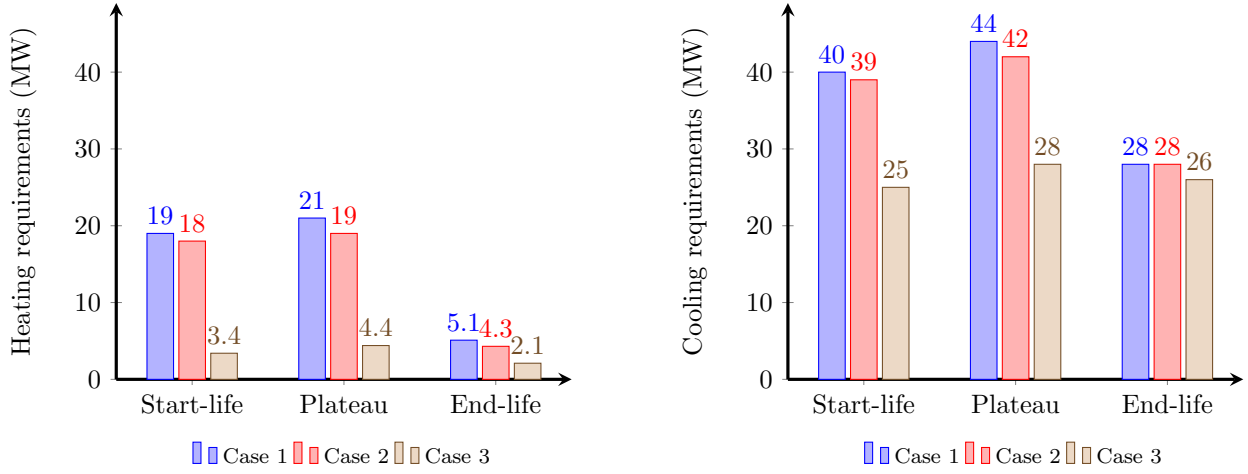 Heating requirements (MW)
40
30
20
10
0
19
18
3.4
21
19
4.4
5.1
4.3
2.1
Start-life
Plateau
End-life
Case 1
Case 2
Case 3
Cooling requirements (MW)
40
30
20
10
0
40
39
25
44
42
28
28
28
26
Start-life
Plateau
End-life
Case 1
Case 2
Case 3